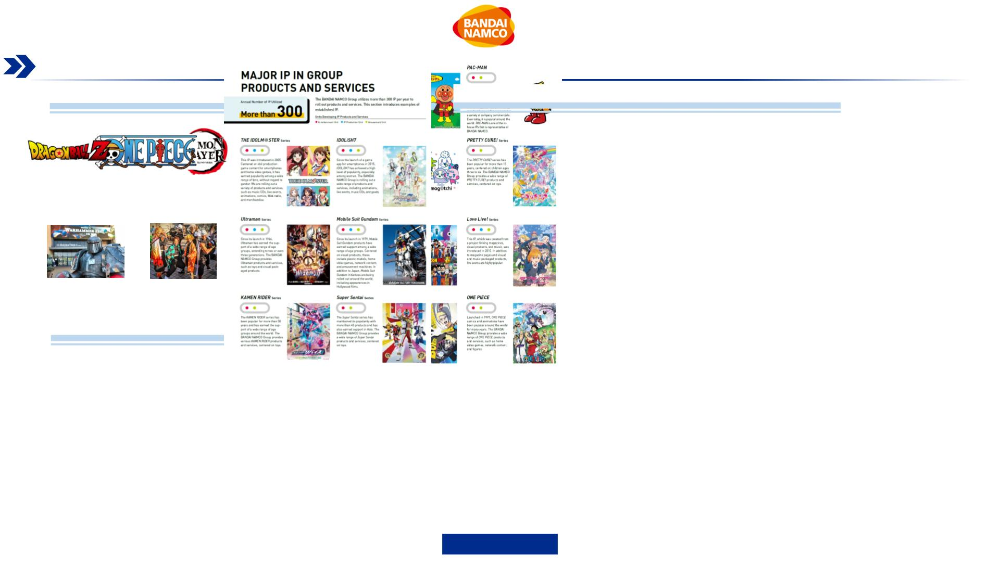 BANDAI
NAMCO
MAJOR IP IN GROUP
PRODUCTS AND SERVICES
Annual Number of IP Utilized
More than 300
The BANDAI NAMCO Group utilizes more than 300 IP per year to
roll out products and services. This section introduces examples of
established IP.
Units Developing IP Products and Services
Entertainment Unit IP Production Unit Amusement Unit
PAC-MAN
a variety of company commercials.
Even today, it is popular around the
world. PAC-MAN is one of the in-
house IPs that is representative of
BANDAI NAMCO.
DRAGONBALL Z
ONE PIECE
MON
AYER
THE IDOLM@STER Series
This IP was introduced in 2005.
Centered on idol production
game content for smartphones
and home video games, it has
earned popularity among a wide
range of fans, without regard to
gender. We are rolling out a
variety of products and services,
such as music CDs, live events,
animations, comics, Web radio,
and merchandise.
THE IDOLM@STER
IDOLiSH7
Since the launch of a game
app for smartphones in 2015,
IDOLiSH7 has achieved a high
level of popularity, especially
among women. The BANDAI
NAMCO Group is rolling out a
wide range of products and
services, including animations,
live events, music CDs, and goods.
mag tchi
PRETTY CURE! Series
The PRETTY CURE! series has
been popular for more than 15
years, centered on children ages
three to six. The BANDAI NAMCO
Group provides a wide range of
PRETTY CURE! products and
services, centered on toys.
WARHAMMER FEST
2019
DOUBLETREE
Ultraman Series
Since its launch in 1966,
Ultraman has earned the sup-
port of a wide range of age
groups, extending to two or even
three generations. The BANDAI
NAMCO Group provides
Ultraman products and services,
such as toys and visual pack-
aged products.
Mobile Suit Gundam Series
Since its launch in 1979, Mobile
Suit Gundam products have
earned support among a wide
range of age groups. Centered
on visual products, these
include plastic models, home
video games, network content,
and amusement machines. In
addition to Japan, Mobile Suit
Gundam initiatives are being
rolled out around the world,
including appearances in
Hollywood films.
GUNDAM FACTORY YOKOHAMA
Love Live! Series
This IP, which was created from
a project linking magazines,
visual products, and music, was
introduced in 2010. In addition
to magazine pages and visual
and music packaged products,
live events are highly popular.
KAMEN RIDER Series
The KAMEN RIDER series has
been popular for more than 50
years and has earned the sup-
port of a wide range of age
groups around the world. The
BANDAI NAMCO Group provides
various KAMEN RIDER products
and services, centered on toys.
Super Sentai Series
The Super Sentai series has
maintained its popularity with
more than 45 products and has
also earned support in Asia. The
BANDAI NAMCO Group provides
a wide range of Super Sentai
products and services, centered
on toys.
ONE PIECE
Launched in 1997, ONE PIECE
comics and animations have
been popular around the world
for many years. The BANDAI
NAMCO Group provides a wide
range of ONE PIECE products
and services, such as home
video games, network content,
and figures.